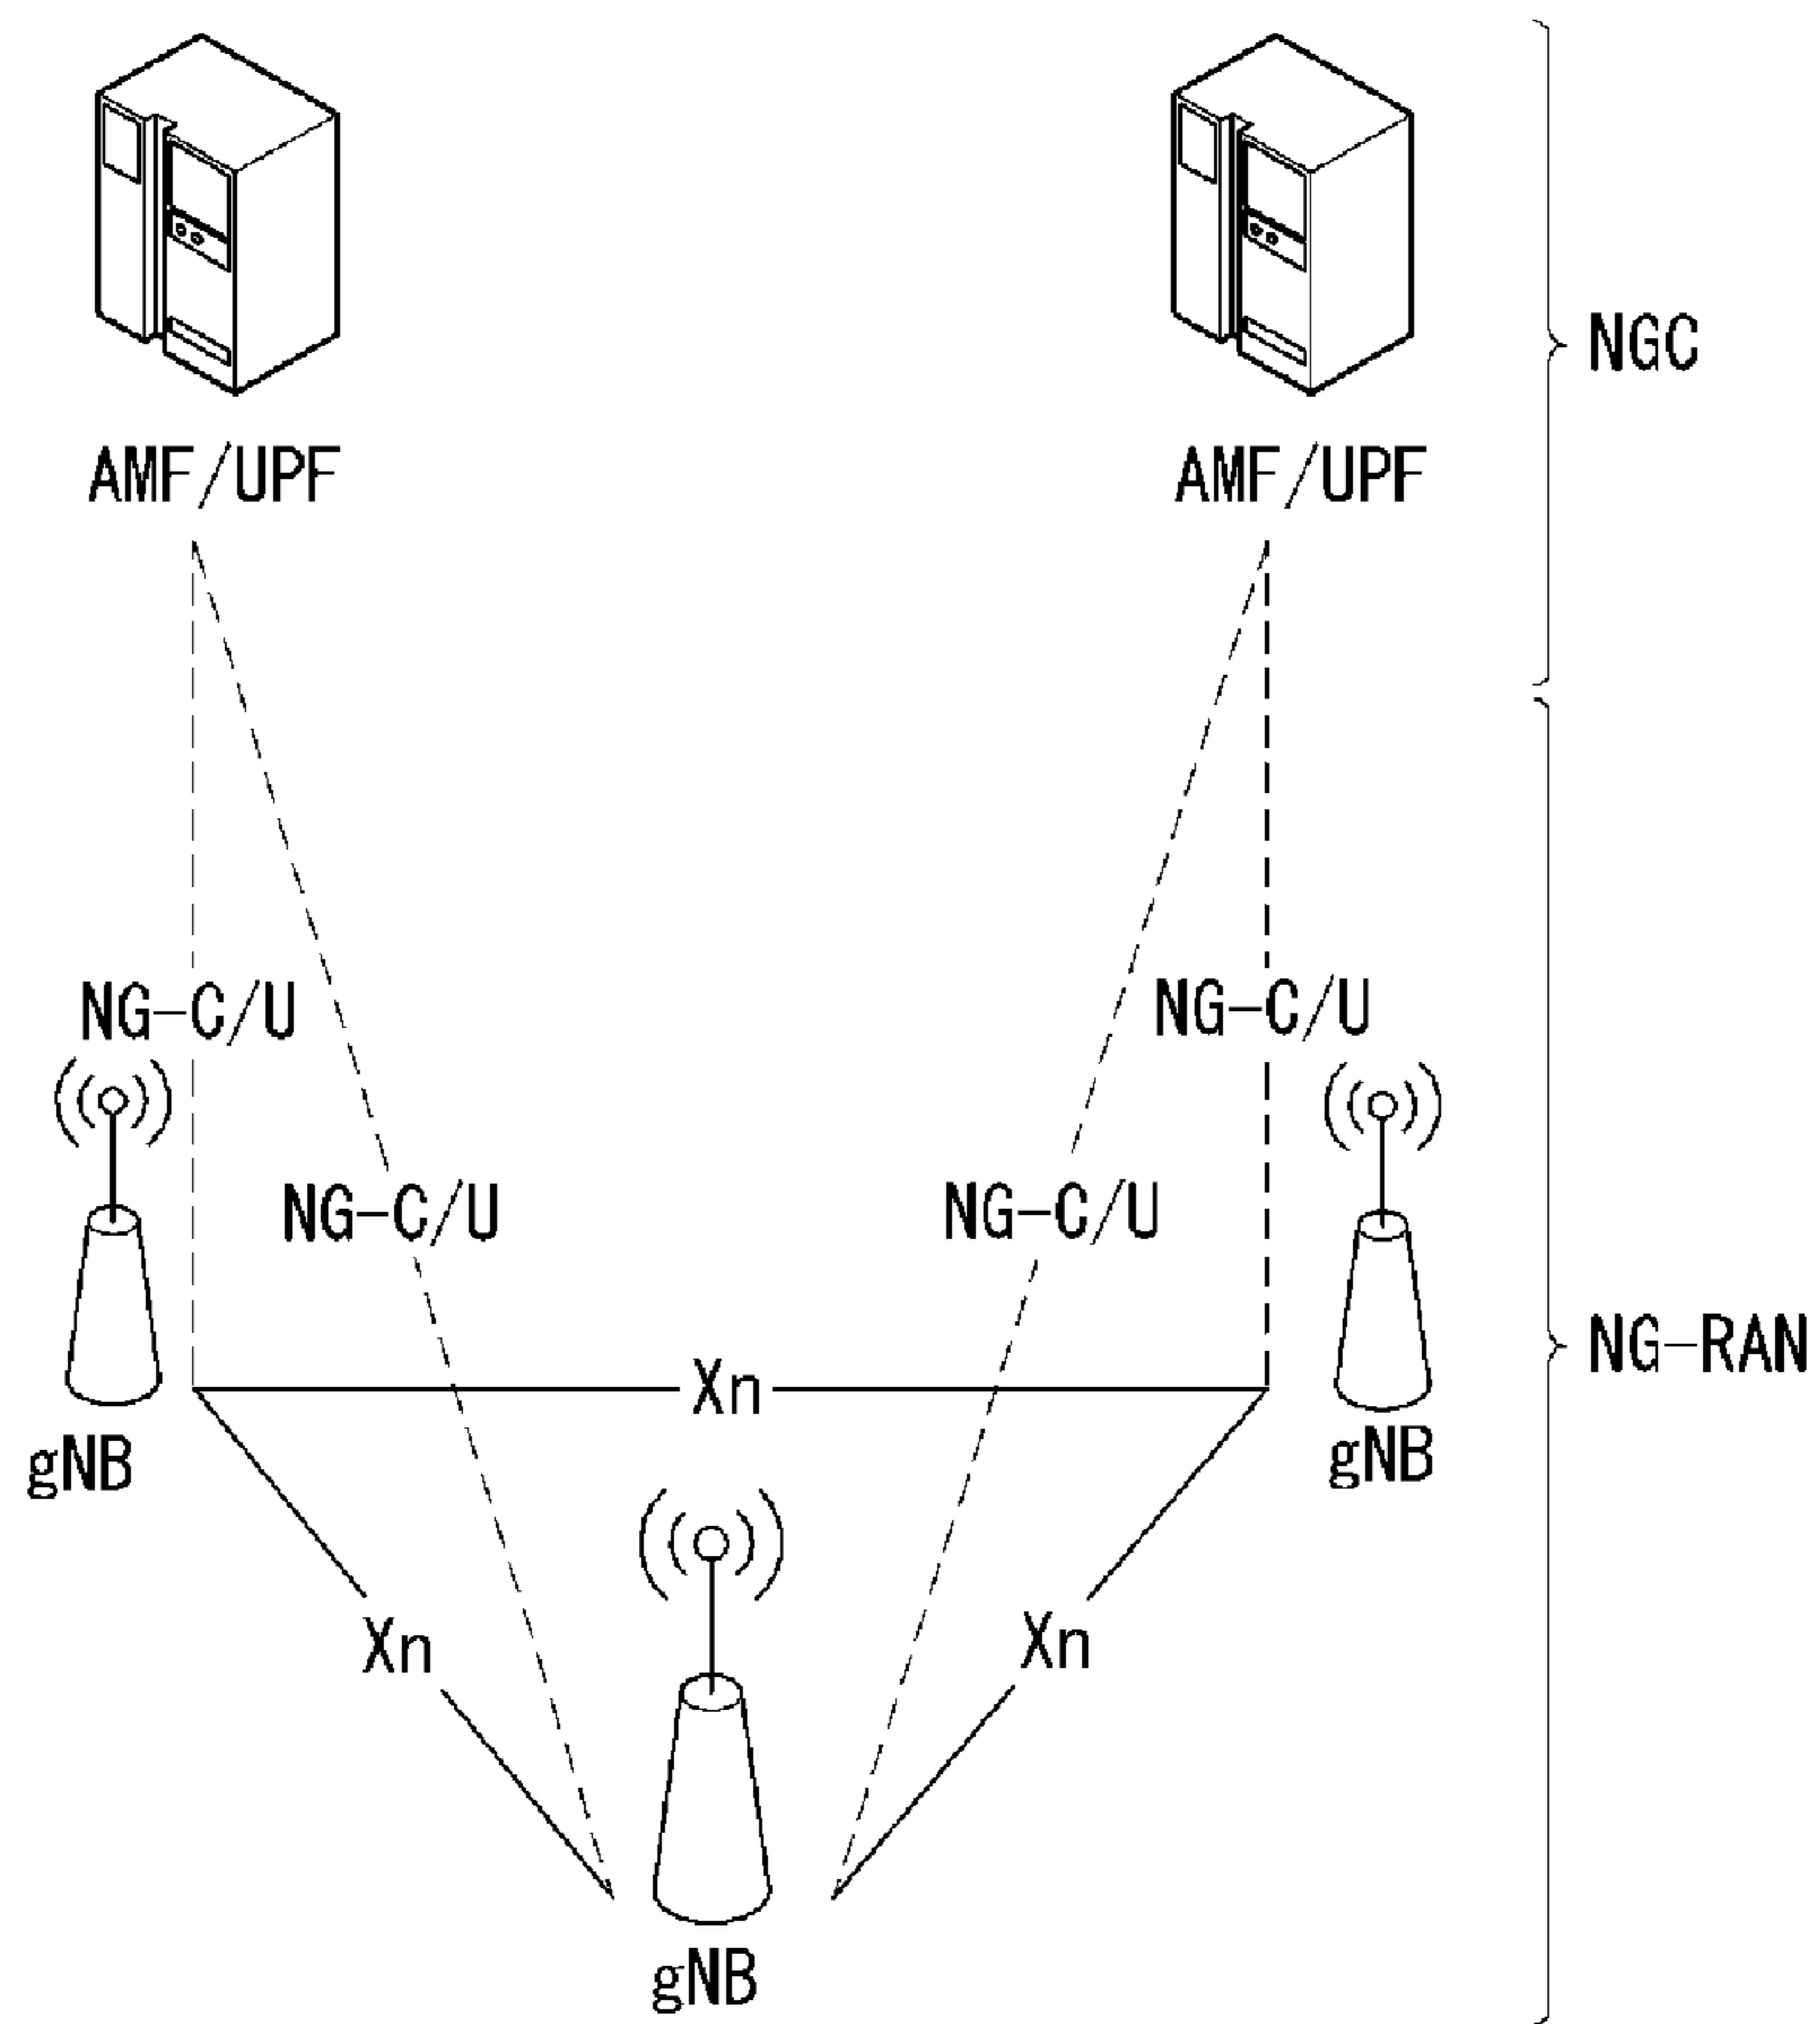 NGC
AMF/UPF
AMF/UPF
NG-C/U
NG-C/U
NG-C/U
NG-C/U
NG-RAN
Xn
gNB
gNB
Xn
Xn
gNB